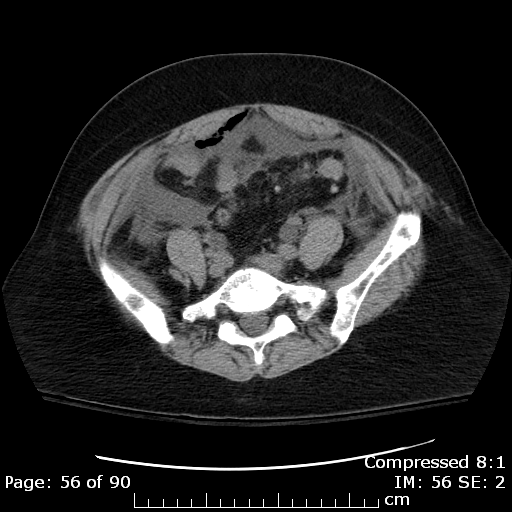 Compressed 8:1
Page: 56 of 90
IM: 56 SE: 2
cm